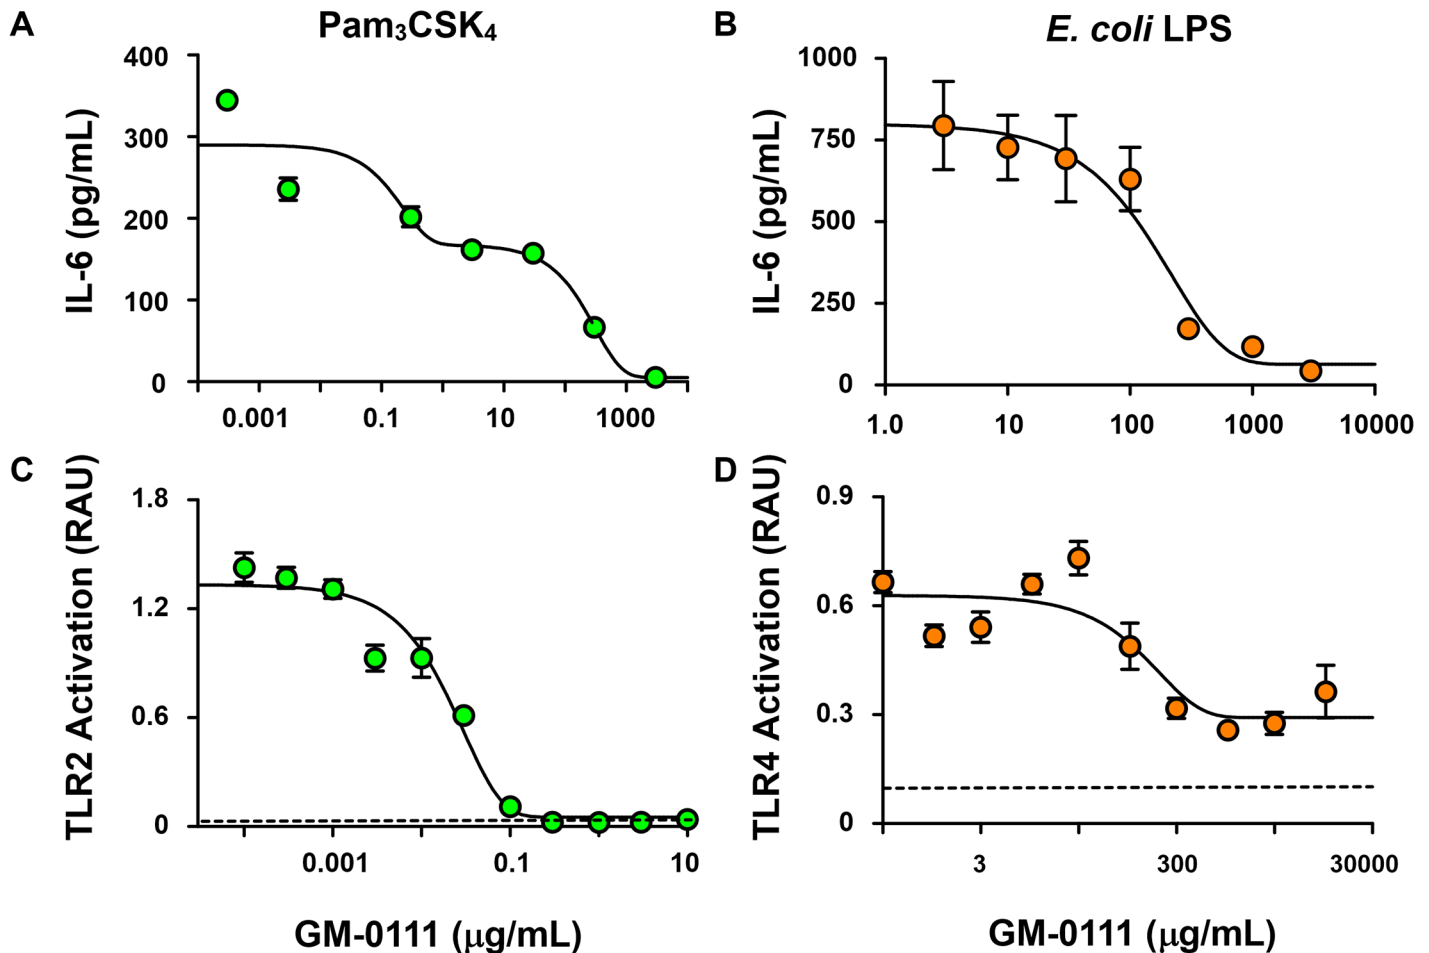 A
Pam₃CSK₄
IL-6 (pg/mL)
400
300
200
100
0
0.001
0.1
10
1000
B
E. coli LPS
IL-6 (pg/mL)
1000
750
500
250
0
1.0
10
100
1000
10000
C
TLR2 Activation (RAU)
1.8
1.2
0.6
0
0.001
0.1
10
GM-0111 (μg/mL)
D
TLR4 Activation (RAU)
0.9
0.6
0.3
0
3
300
30000
GM-0111 (μg/mL)